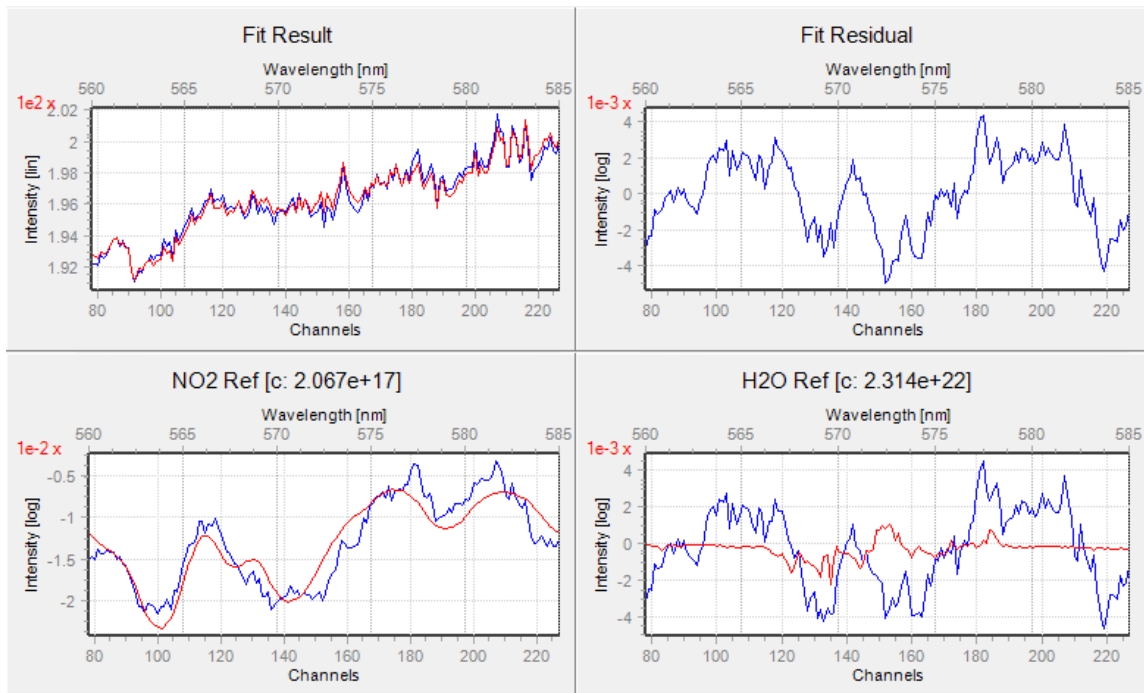 Fit Result
Wavelength [nm]
560 565 570 575 580 585
1e2 x
2.02
2
1.98
1.96
1.94
1.92
Intensity [lin]
80 100 120 140 160 180 200 220
Channels
Fit Residual
Wavelength [nm]
560 565 570 575 580 585
1e-3 x
4
2
0
-2
-4
Intensity [log]
80 100 120 140 160 180 200 220
Channels
NO2 Ref [c: 2.067e+17]
Wavelength [nm]
560 565 570 575 580 585
1e-2 x
-0.5
-1
-1.5
-2
Intensity [log]
80 100 120 140 160 180 200 220
Channels
H2O Ref [c: 2.314e+22]
Wavelength [nm]
560 565 570 575 580 585
1e-3 x
4
2
0
-2
-4
Intensity [log]
80 100 120 140 160 180 200 220
Channels